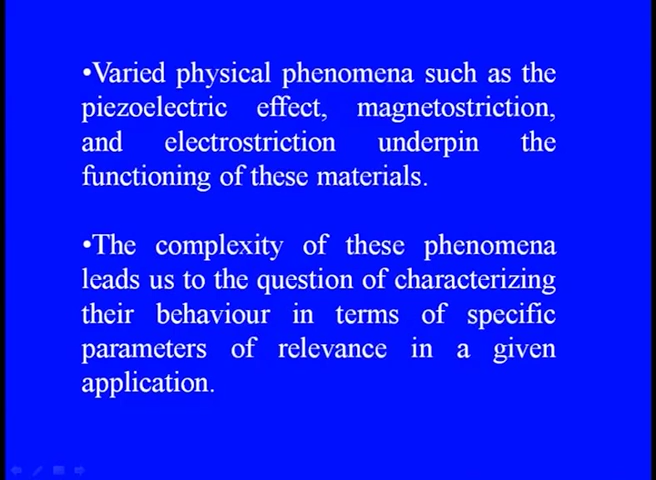 •Varied physical phenomena such as the
piezoelectric effect, magnetostriction,
and electrostriction underpin the
functioning of these materials.
•The complexity of these phenomena
leads us to the question of characterizing
their behaviour in terms of specific
parameters of relevance in a given
application.